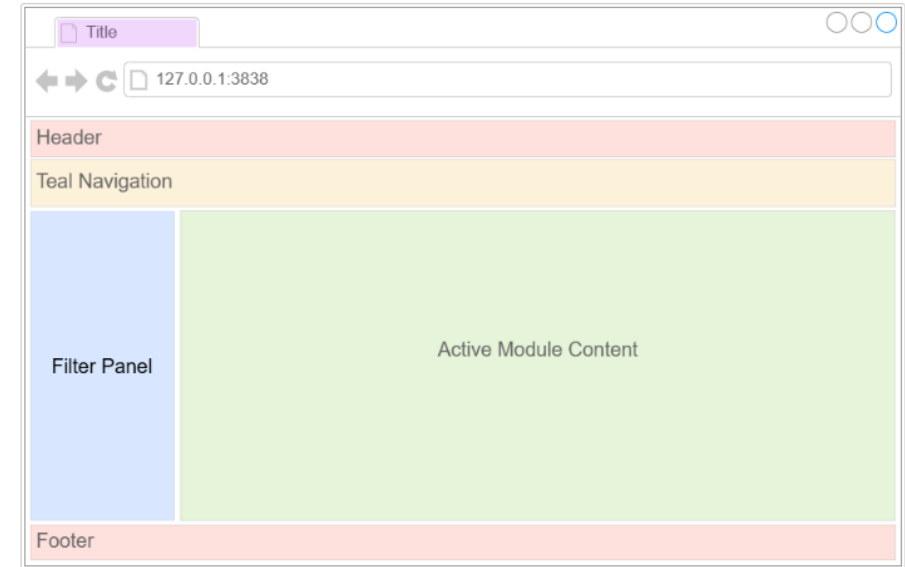 Title
127.0.0.1:3838
Header
Teal Navigation
Filter Panel
Active Module Content
Footer